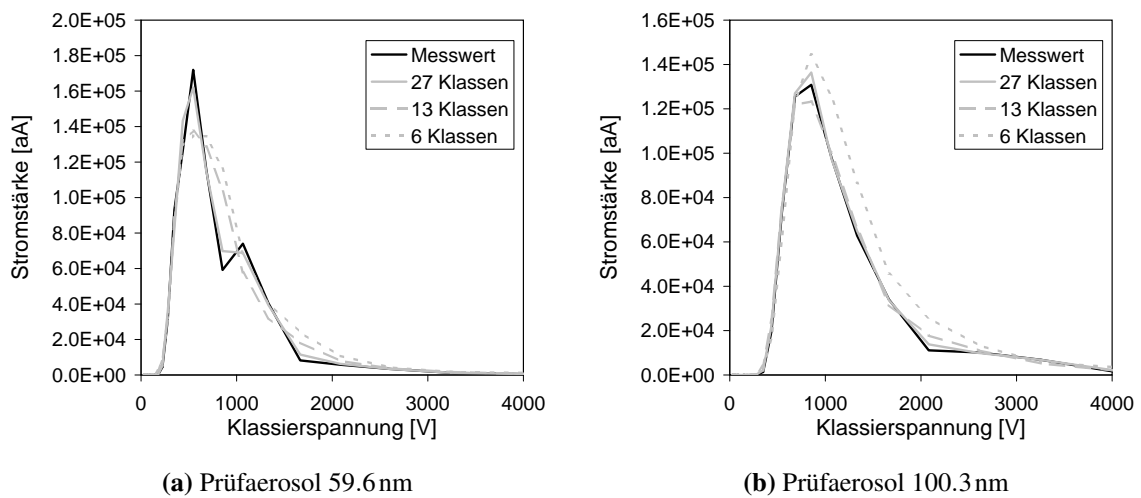 2.0E+05
1.8E+05
1.6E+05
1.4E+05
1.2E+05
1.0E+05
8.0E+04
6.0E+04
4.0E+04
2.0E+04
0.0E+00
Stromstärke [aA]
0 1000 2000 3000 4000
Klassierspannung [V]
Messwert
27 Klassen
13 Klassen
6 Klassen
(a) Prüfaerosol 59.6 nm
1.6E+05
1.4E+05
1.2E+05
1.0E+05
8.0E+04
6.0E+04
4.0E+04
2.0E+04
0.0E+00
Stromstärke [aA]
0 1000 2000 3000 4000
Klassierspannung [V]
Messwert
27 Klassen
13 Klassen
6 Klassen
(b) Prüfaerosol 100.3 nm